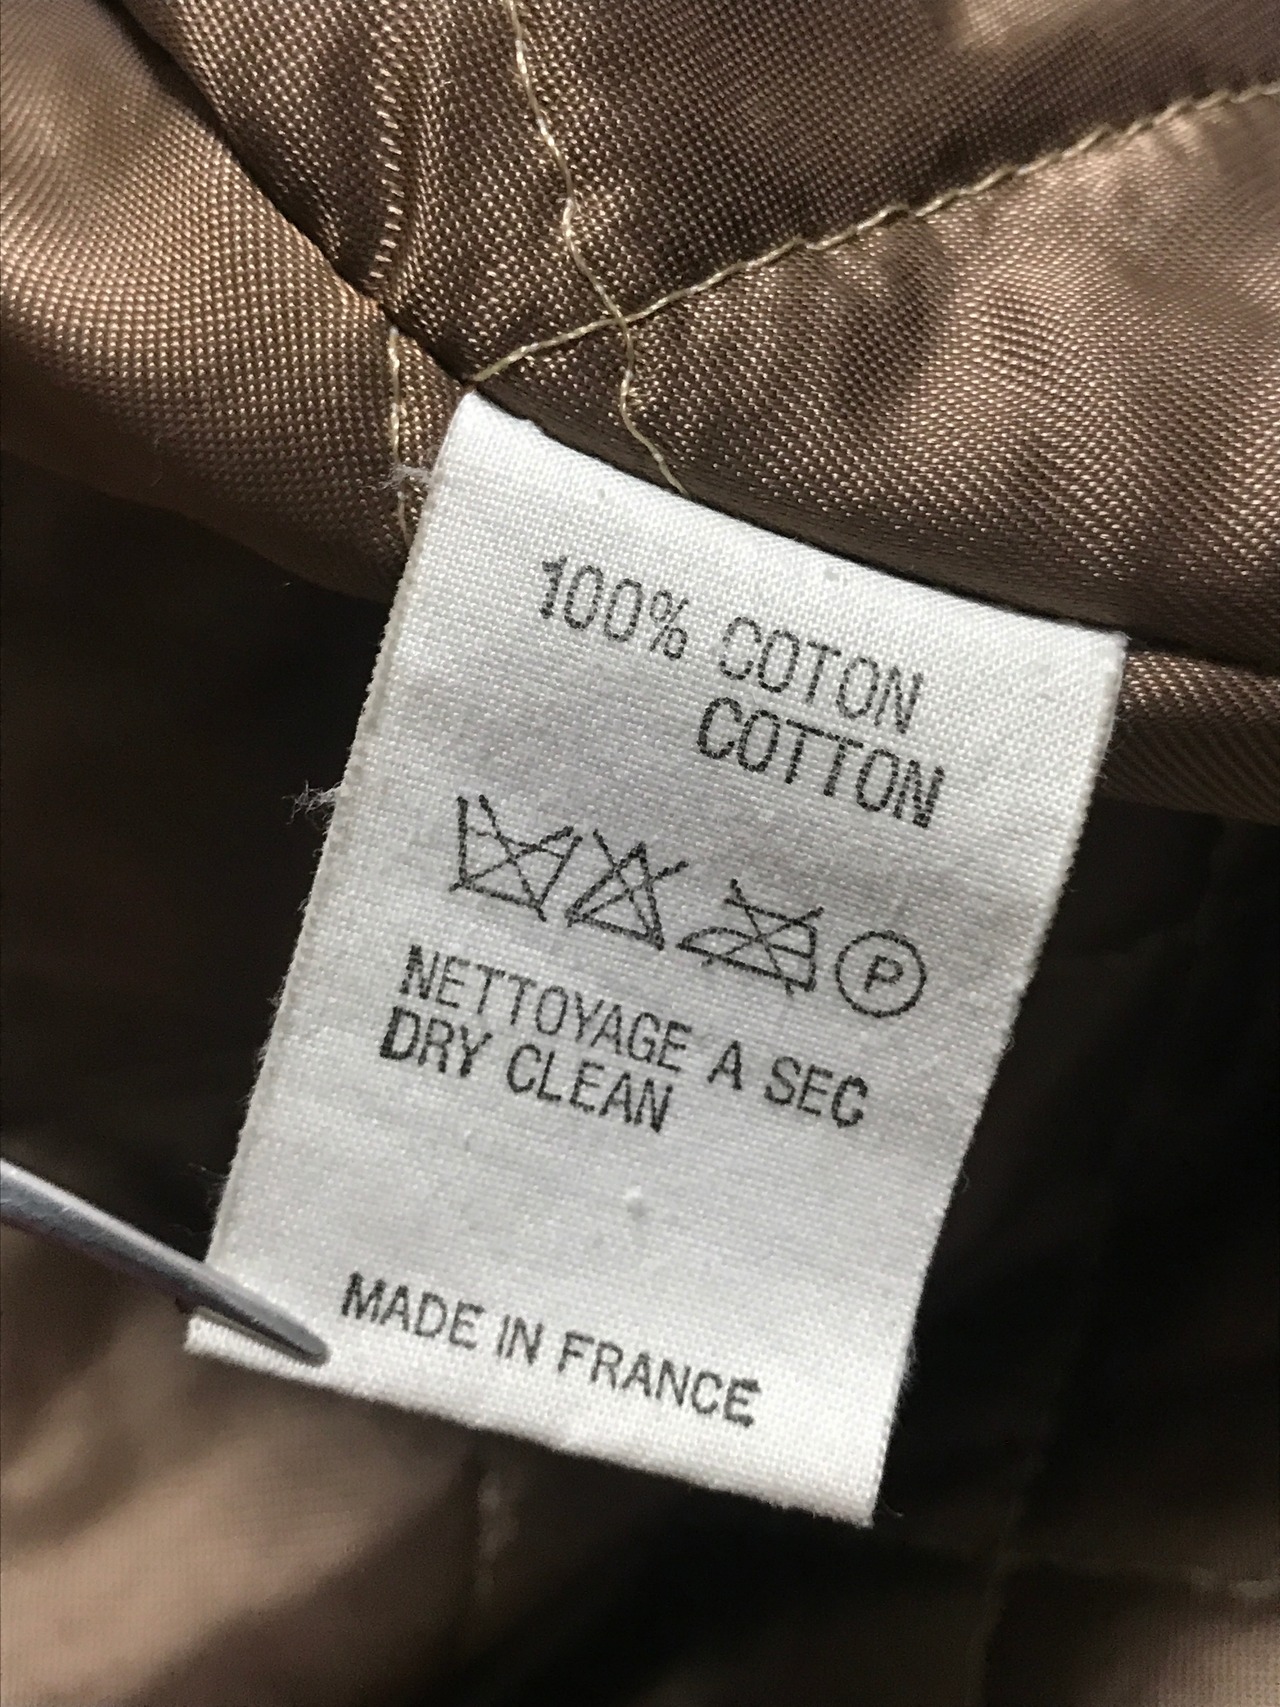 100% COTON
COTTON
P
NETTOYAGE A SEC
DRY CLEAN
MADE IN FRANCE